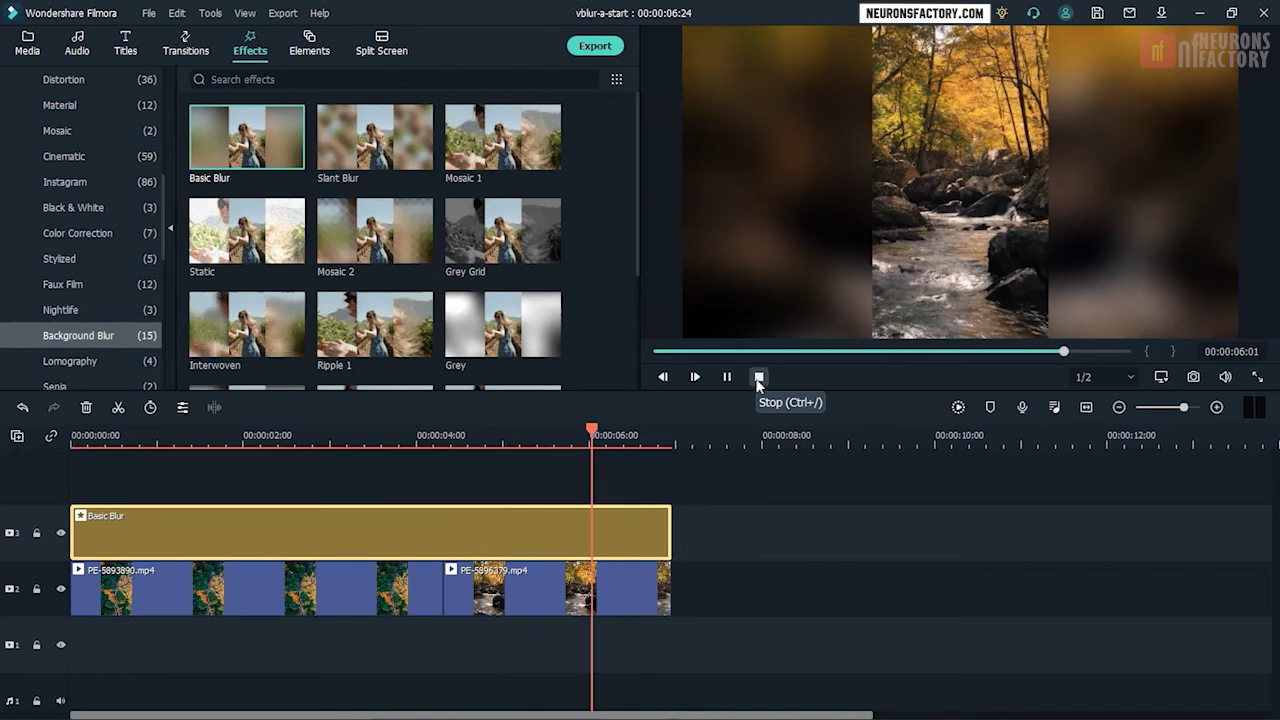 Wondershare Filmora
File
Edit
Tools
View
Export
Help
vblur-a-start : 00:00:06:24
NEURONSFACTORY.COM
NEURONS
FACTORY
nf
Media
Audio
Titles
Transitions
Effects
Elements
Split Screen
Export
Distortion (36)
Material (12)
Mosaic (2)
Cinematic (59)
Instagram (86)
Black & White (3)
Color Correction (7)
Stylized (5)
Faux Film (12)
Nightlife (10)
Background Blur (15)
Lomography (4)
Sepia
Search effects
Basic Blur
Slant Blur
Mosaic 1
Static
Mosaic 2
Grey Grid
Interwoven
Ripple 1
Grey
00:00:06:01
1/2
Stop (Ctrl+/)
00:00:00:00
00:00:02:00
00:00:04:00
00:00:06:00
00:00:08:00
00:00:10:00
00:00:12:00
3
Basic Blur
2
PE-5893890.mp4
PE-5896379.mp4
1
1